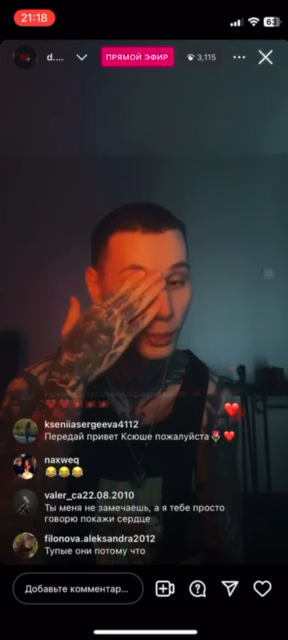 21:18
63
d....
ПРЯМОЙ ЭФИР
3,115
kseniiasergeeva4112
Передай привет Ксюше пожалуйста🌷❤️
naxweq
😂😂😂
valer_ca22.08.2010
Ты меня не замечаешь, а я тебе просто
говорю покажи сердце
filonova.aleksandra2012
Тупые они потому что
Добавьте комментар...